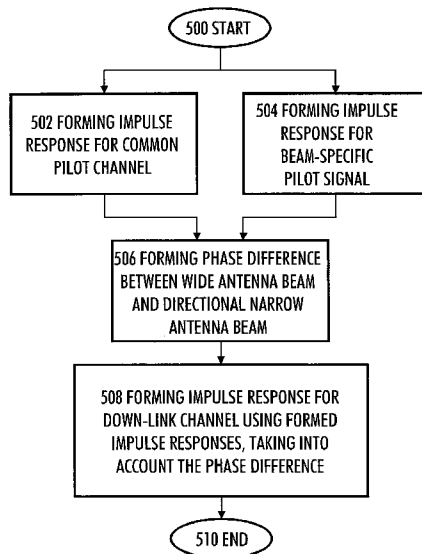 500 START
502 FORMING IMPULSE
RESPONSE FOR
COMMON
PILOT CHANNEL
504 FORMING IMPULSE
RESPONSE FOR
BEAM-SPECIFIC
PILOT SIGNAL
506 FORMING PHASE DIFFERENCE
BETWEEN WIDE ANTENNA BEAM
AND DIRECTIONAL NARROW
ANTENNA BEAM
508 FORMING IMPULSE RESPONSE FOR
DOWN-LINK CHANNEL USING FORMED
IMPULSE RESPONSES, TAKING INTO
ACCOUNT THE PHASE DIFFERENCE
510 END